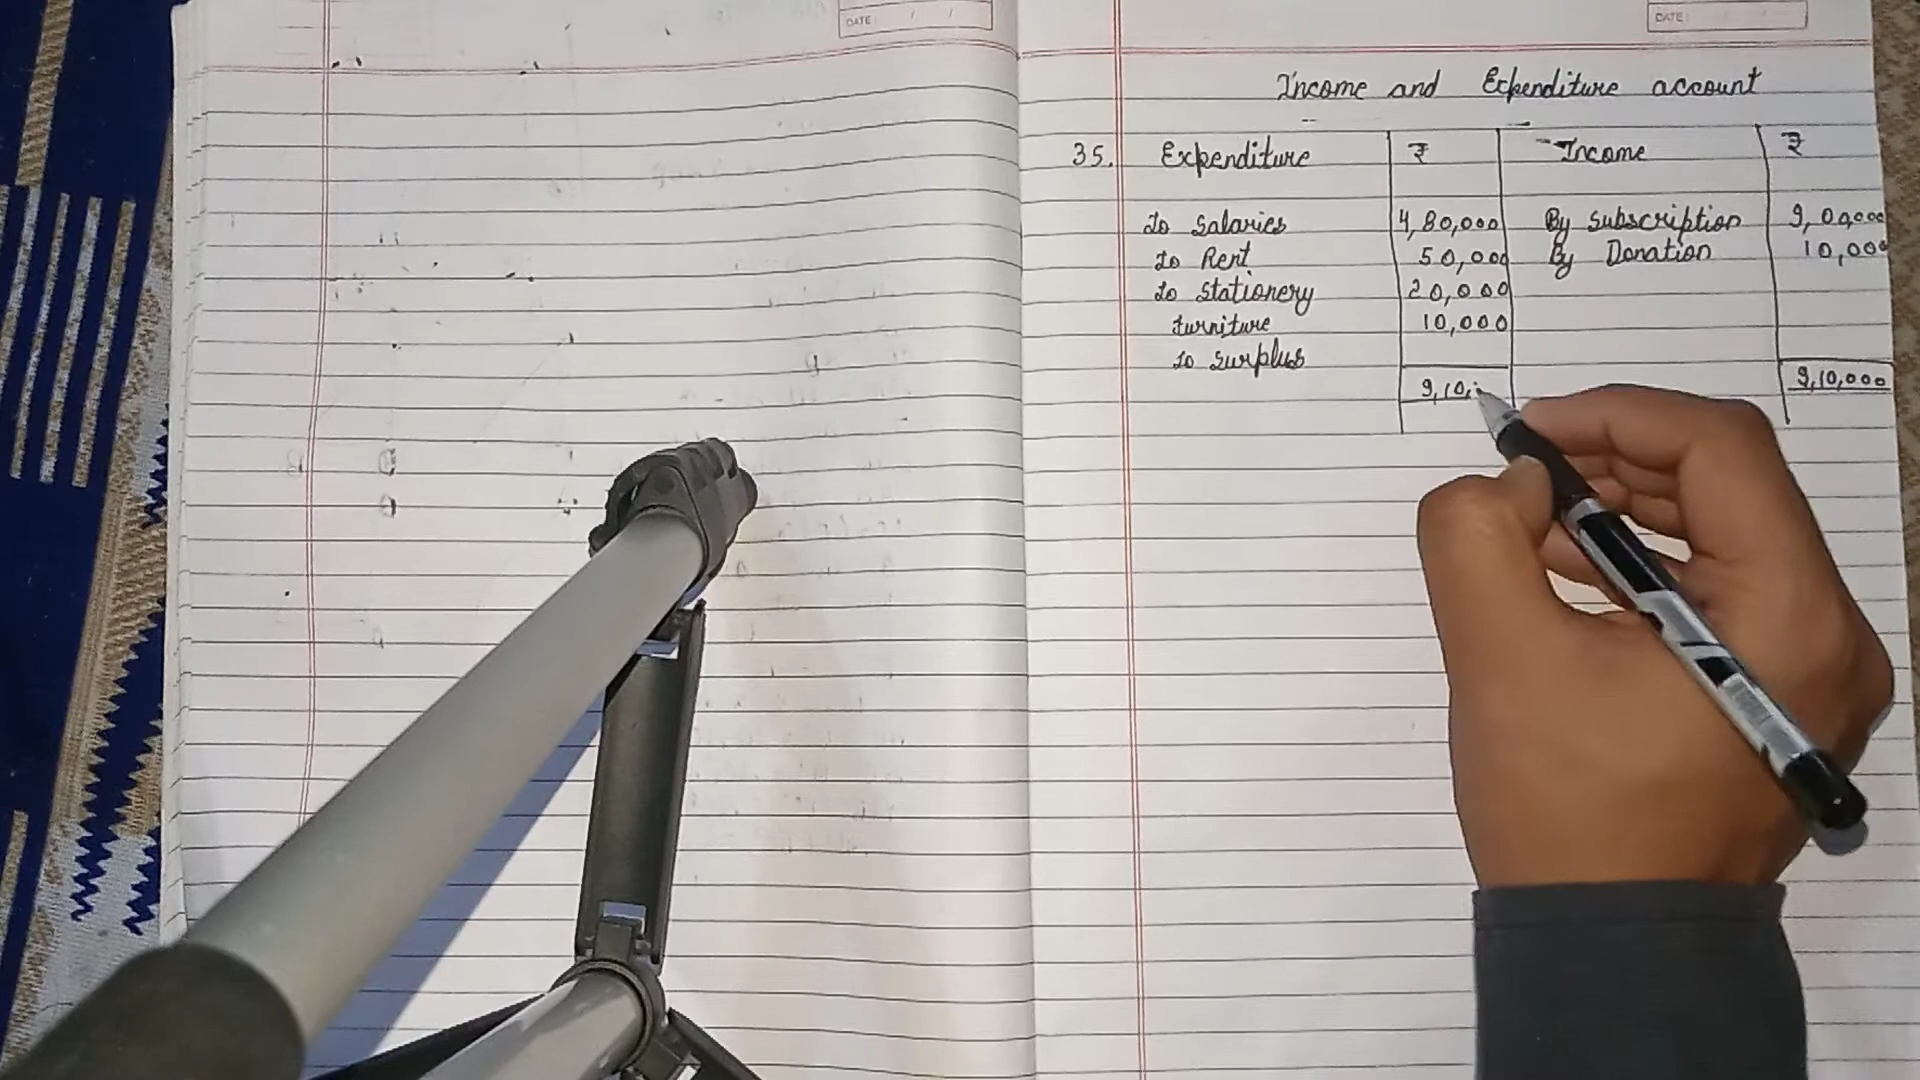 DATE: / /
DATE: / /
Income and Expenditure account
35. Expenditure ₹ Income ₹
To Salaries 4,80,000 By Subscription 9,00,000
To Rent 50,000 By Donation 10,000
To Stationery 20,000
furniture 10,000
To Surplus
9,10, 9,10,000